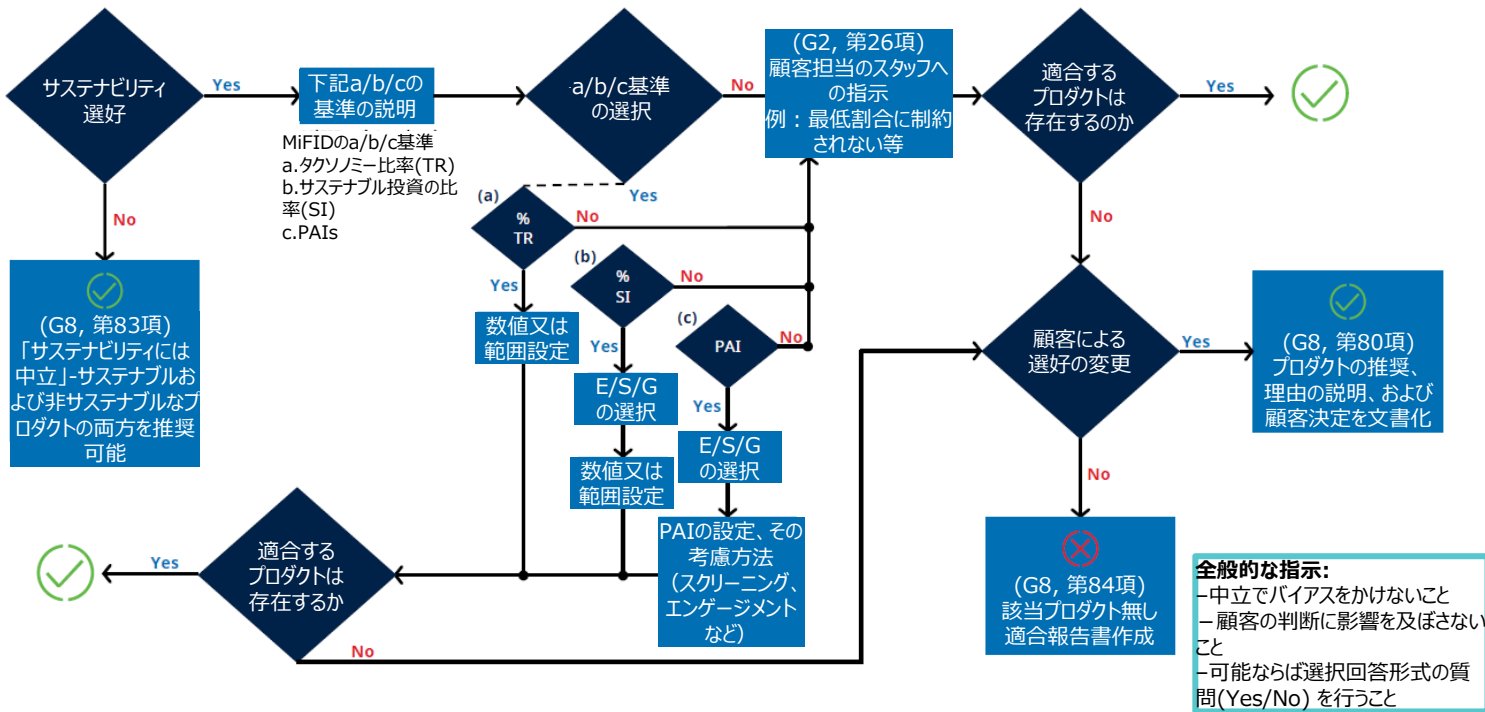 サステナビリティ
選好
Yes
下記a/b/cの
基準の説明
MiFIDのa/b/c基準
a.タクソノミー比率(TR)
b.サステナブル投資の比
率(SI)
c.PAIs
a/b/c基準
の選択
No
(G2, 第26項)
顧客担当のスタッフへ
の指示
例：最低割合に制約
されない等
適合する
プロダクトは
存在するのか
Yes
No
(G8, 第83項)
「サステナビリティには
中立」-サステナブルお
よび非サステナブルなプ
ロダクトの両方を推奨
可能
Yes
(a)
%
TR
No
Yes
数値又は
範囲設定
(b)
%
SI
No
Yes
E/S/G
の選択
数値又は
範囲設定
(c)
PAI
No
Yes
E/S/G
の選択
PAIの設定、その
考慮方法
（スクリーニング、
エンゲージメント
など）
No
顧客による
選好の変更
Yes
(G8, 第80項)
プロダクトの推奨、
理由の説明、および
顧客決定を文書化
No
(G8, 第84項)
該当プロダクト無し
適合報告書作成
適合する
プロダクトは
存在するか
Yes
No
全般的な指示:
–中立でバイアスをかけないこと
－顧客の判断に影響を及ぼさない
こと
–可能ならば選択回答形式の質
問(Yes/No) を行うこと